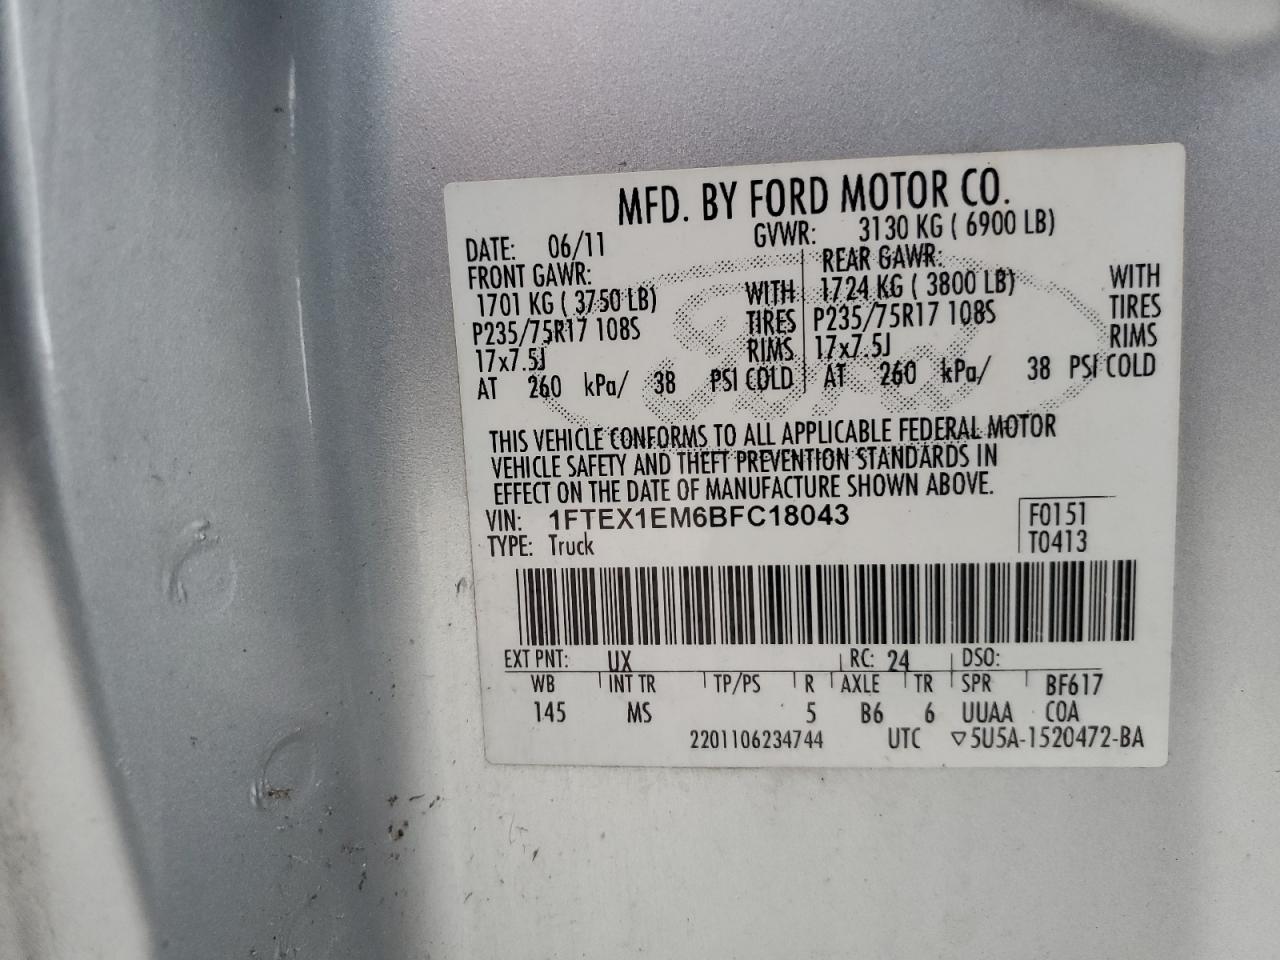 MFD. BY FORD MOTOR CO.
DATE: 06/11 GVWR: 3130 KG ( 6900 LB)
FRONT GAWR: REAR GAWR:
1701 KG ( 3750 LB) WITH 1724 KG ( 3800 LB) WITH
P235/75R17 108S TIRES P235/75R17 108S TIRES
17x7.5J RIMS 17x7.5J RIMS
AT 260 kPa/ 38 PSI COLD AT 260 kPa/ 38 PSI COLD
THIS VEHICLE CONFORMS TO ALL APPLICABLE FEDERAL MOTOR
VEHICLE SAFETY AND THEFT PREVENTION STANDARDS IN
EFFECT ON THE DATE OF MANUFACTURE SHOWN ABOVE.
VIN: 1FTEX1EM6BFC18043 F0151
TYPE: Truck T0413
EXT PNT: UX RC: 24 DSO:
WB INT TR TP/PS R AXLE TR SPR BF617
145 MS 5 B6 6 UUAA COA
2201106234744 UTC ▽5U5A-1520472-BA
Ford